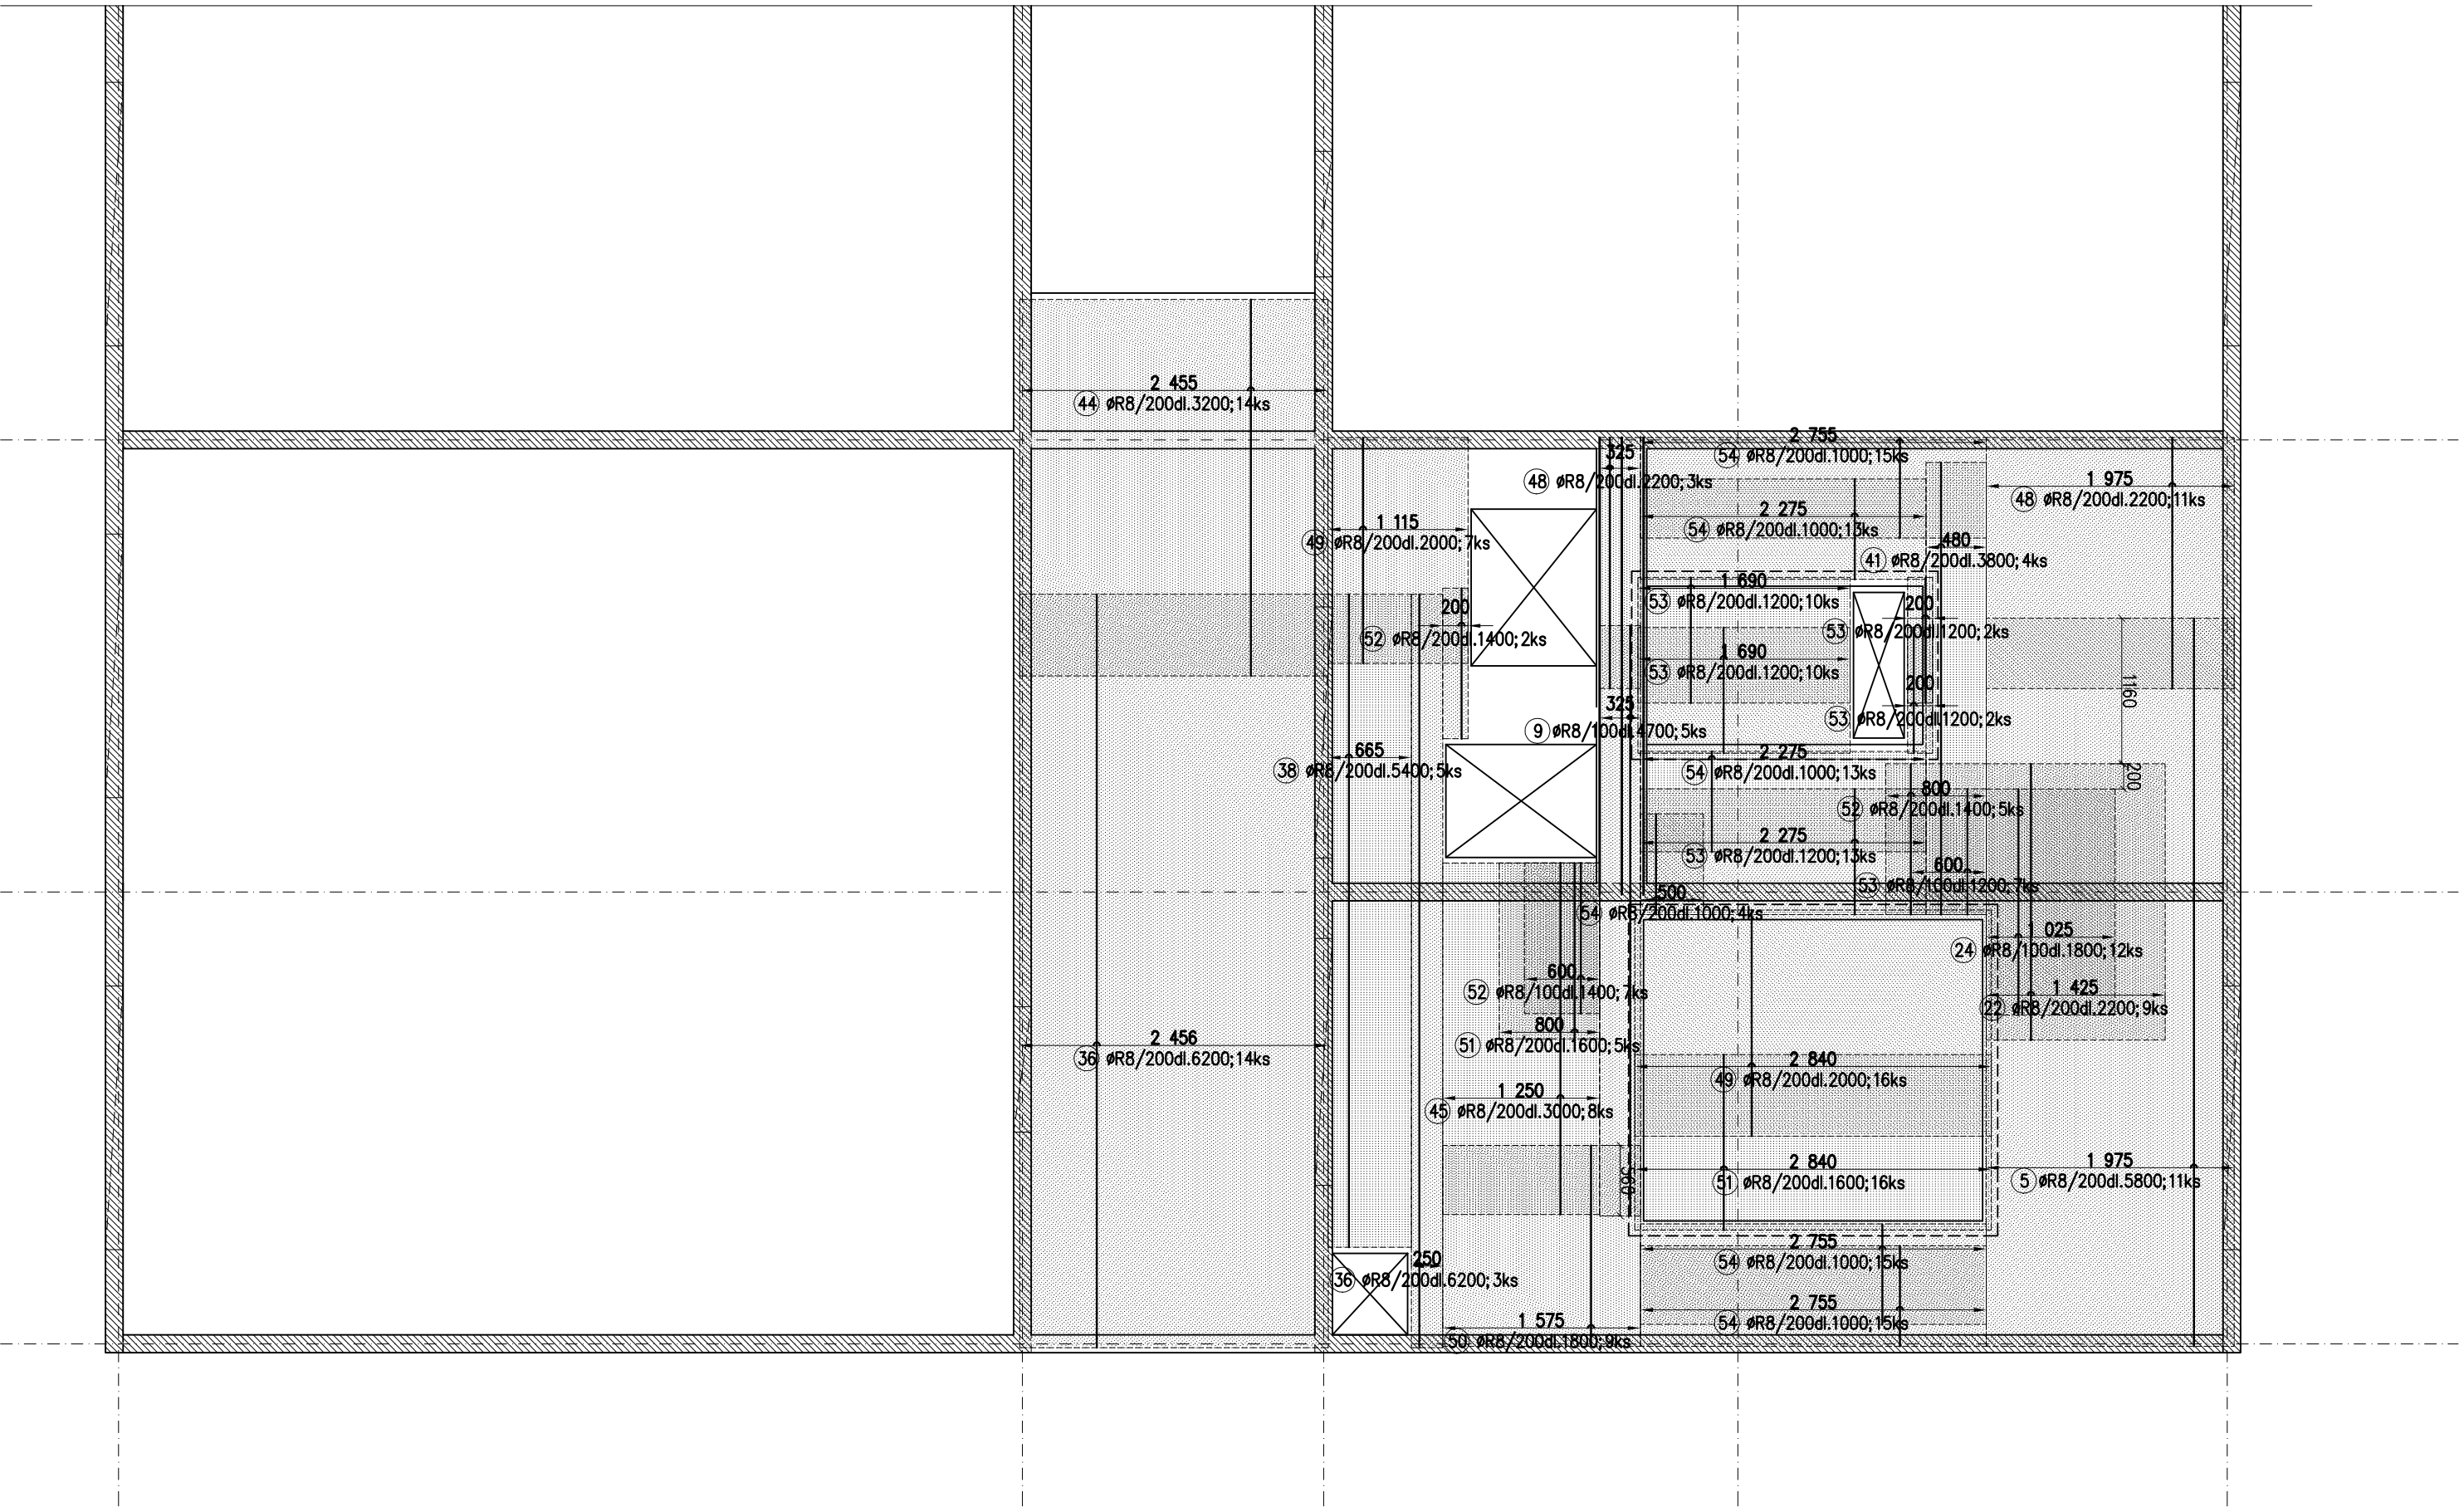 2 455
44 øR8/200dl.3200;14ks
2 755
54 øR8/200dl.1000;15ks
325
48 øR8/200dl.2200;3ks
1 975
48 øR8/200dl.2200;11ks
2 275
54 øR8/200dl.1000;13ks
1 115
49 øR8/200dl.2000;7ks
480
41 øR8/200dl.3800;4ks
1 690
53 øR8/200dl.1200;10ks
200
52 øR8/200dl.1400;2ks
200
53 øR8/200dl.1200;2ks
1 690
53 øR8/200dl.1200;10ks
200
53 øR8/200dl.1200;2ks
1160
325
9 øR8/100dl.4700;5ks
665
38 øR8/200dl.5400;5ks
2 275
54 øR8/200dl.1000;13ks
200
800
52 øR8/200dl.1400;5ks
2 275
53 øR8/200dl.1200;13ks
600
53 øR8/100dl.1200;7ks
500
54 øR8/200dl.1000;4ks
1 025
24 øR8/100dl.1800;12ks
600
52 øR8/100dl.1400;7ks
1 425
22 øR8/200dl.2200;9ks
800
51 øR8/200dl.1600;5ks
2 456
36 øR8/200dl.6200;14ks
2 840
49 øR8/200dl.2000;16ks
1 250
45 øR8/200dl.3000;8ks
560
2 840
51 øR8/200dl.1600;16ks
1 975
5 øR8/200dl.5800;11ks
2 755
54 øR8/200dl.1000;15ks
250
36 øR8/200dl.6200;3ks
2 755
54 øR8/200dl.1000;15ks
1 575
50 øR8/200dl.1800;9ks